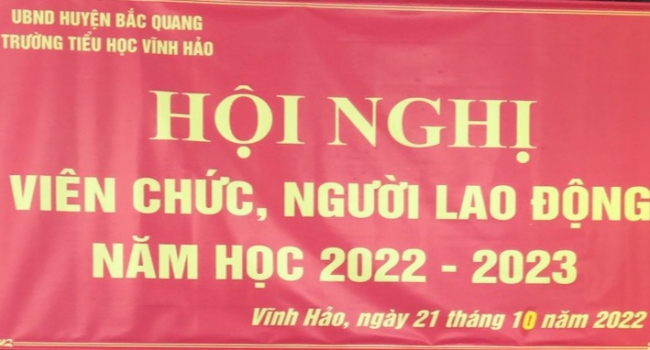 UBND HUYỆN BẮC QUANG
TRƯỜNG TIỂU HỌC VĨNH HẢO
HỘI NGHỊ
VIÊN CHỨC, NGƯỜI LAO ĐỘNG
NĂM HỌC 2022 - 2023
Vĩnh Hảo, ngày 21 tháng 10 năm 2022